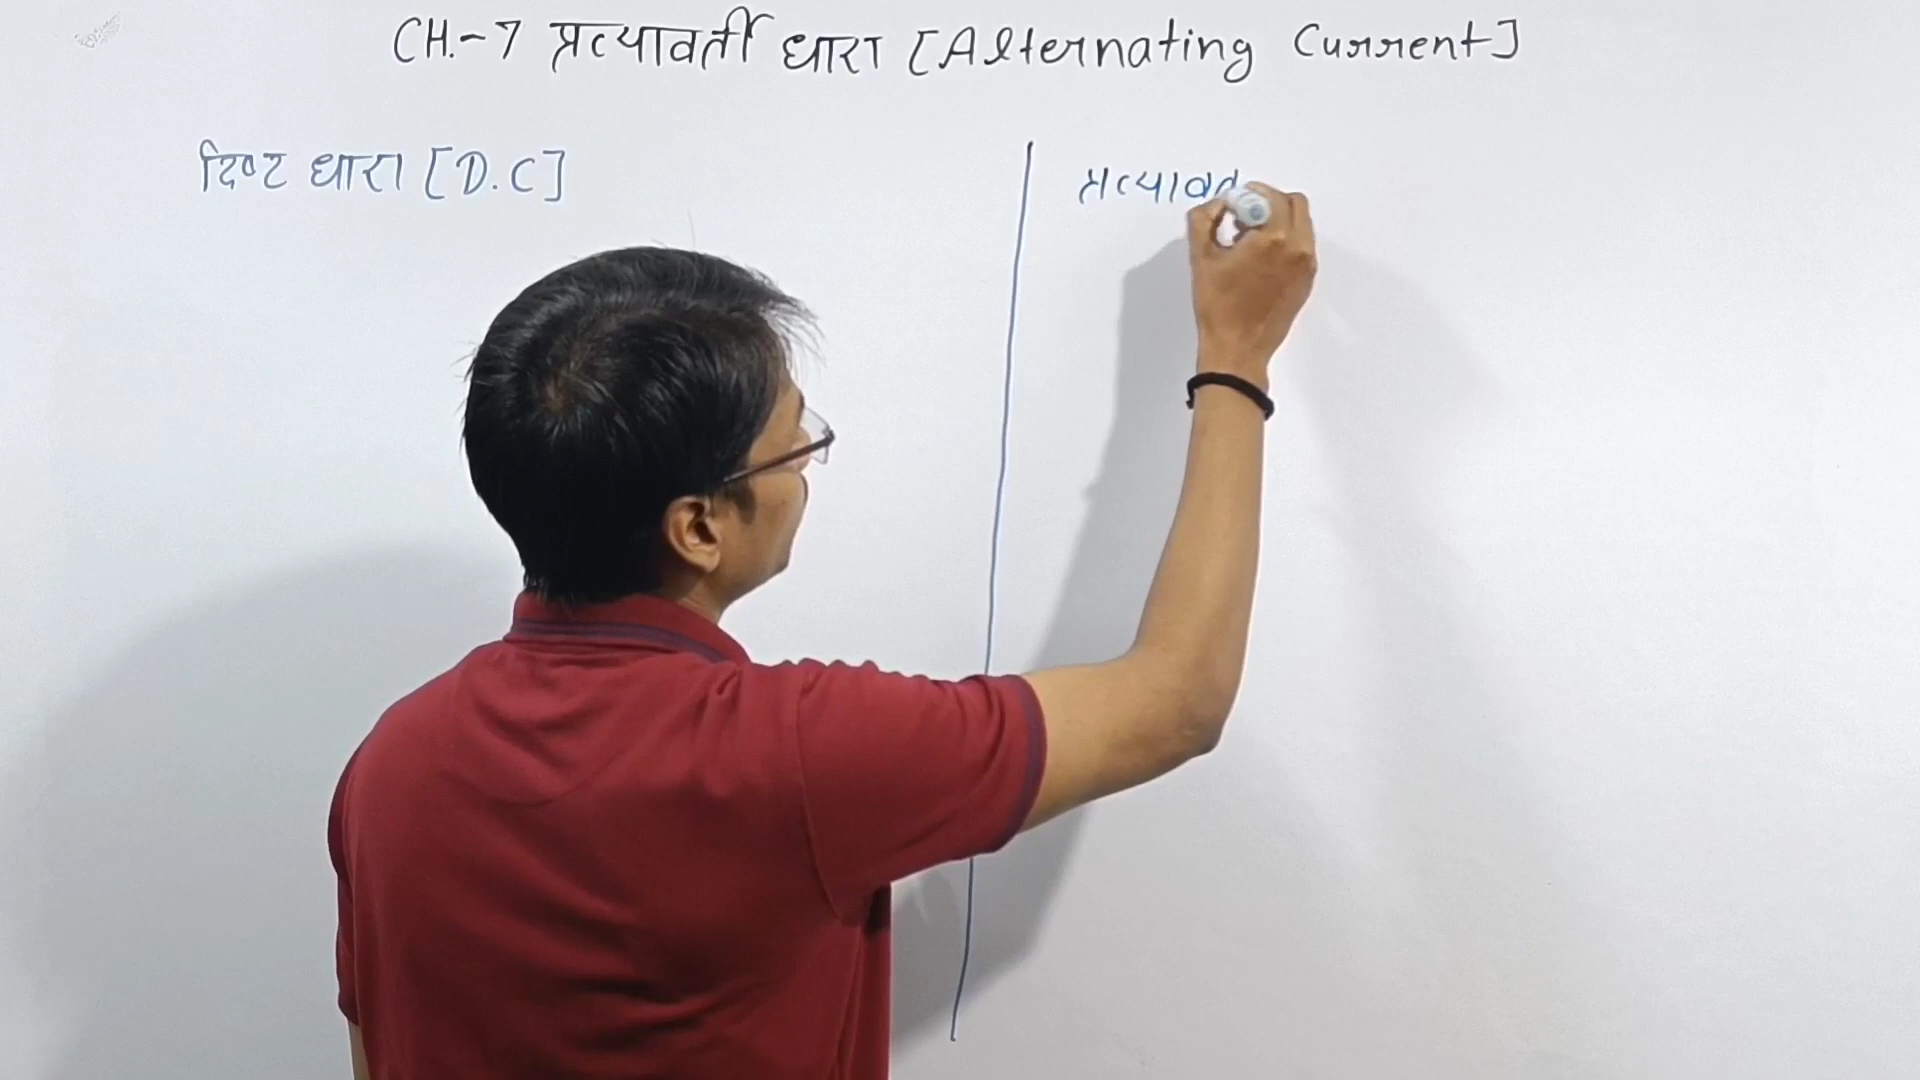 CH.-7 प्रत्यावर्ती धारा [Alternating Current]
दिष्ट धारा [D.C]
प्रत्यावर्त